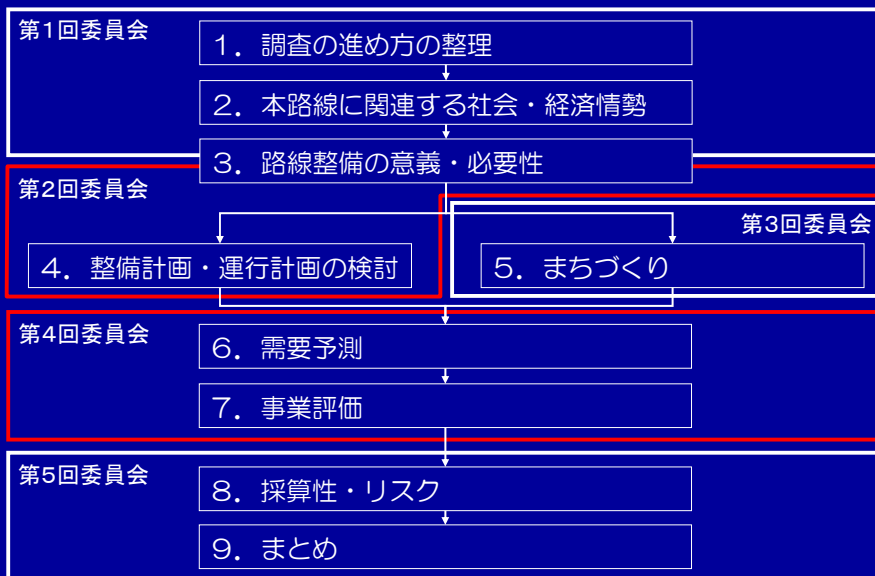 第1回委員会
１．調査の進め方の整理
２．本路線に関連する社会・経済情勢
３．路線整備の意義・必要性
第2回委員会
第3回委員会
４．整備計画・運行計画の検討
５．まちづくり
第4回委員会
６．需要予測
７．事業評価
第5回委員会
８．採算性・リスク
９．まとめ